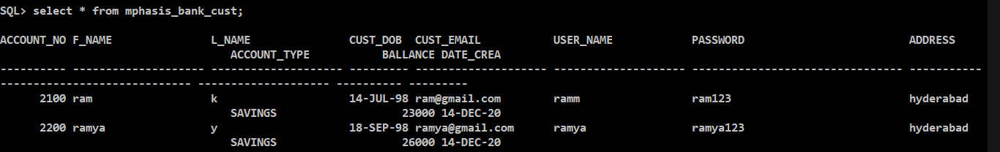 SQL> select * from mphasis_bank_cust;
ACCOUNT_NO F_NAME L_NAME CUST_DOB CUST_EMAIL USER_NAME PASSWORD ADDRESS
ACCOUNT_TYPE BALLANCE DATE_CREA
---------- -------------------- -------------------- --------- -------------------- -------------------- -------------------------------- -----------
----------------------------- -------------------- ---------- ---------
2100 ram k 14-JUL-98 ram@gmail.com ramm ram123 hyderabad
SAVINGS 23000 14-DEC-20
2200 ramya y 18-SEP-98 ramya@gmail.com ramya ramya123 hyderabad
SAVINGS 26000 14-DEC-20